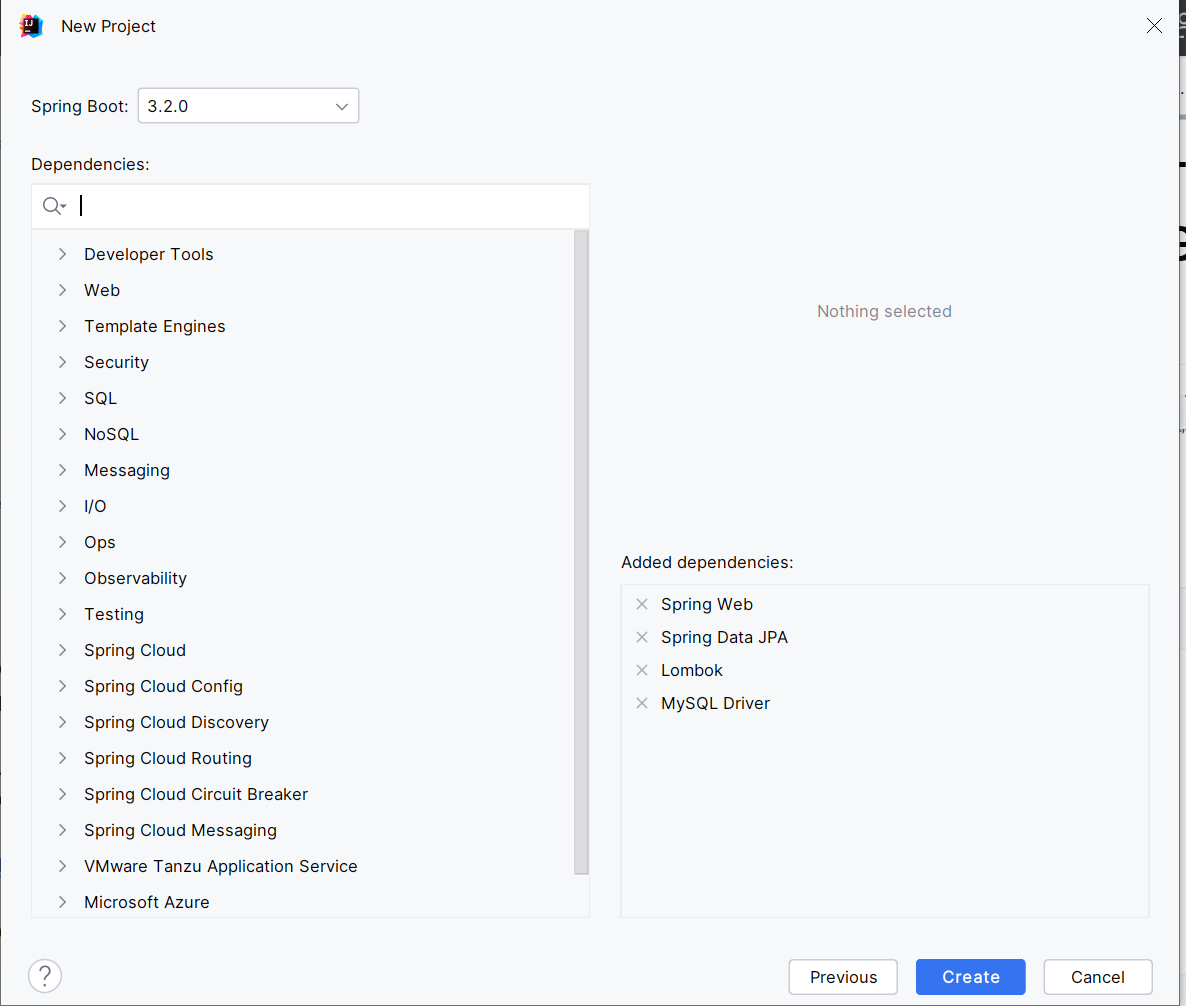 New Project
Spring Boot: 3.2.0
Dependencies:
Developer Tools
Web
Template Engines
Security
SQL
NoSQL
Messaging
I/O
Ops
Observability
Testing
Spring Cloud
Spring Cloud Config
Spring Cloud Discovery
Spring Cloud Routing
Spring Cloud Circuit Breaker
Spring Cloud Messaging
VMware Tanzu Application Service
Microsoft Azure
Nothing selected
Added dependencies:
Spring Web
Spring Data JPA
Lombok
MySQL Driver
?
Previous
Create
Cancel